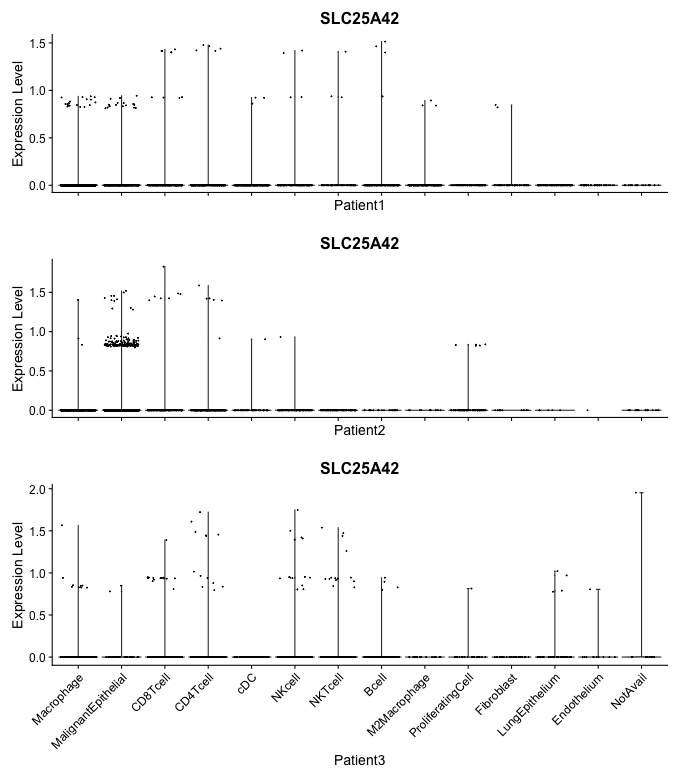 SLC25A42
Expression Level
1.5
1.0
0.5
0.0
Patient1
SLC25A42
Expression Level
1.5
1.0
0.5
0.0
Patient2
SLC25A42
Expression Level
2.0
1.5
1.0
0.5
0.0
Macrophage
MalignantEpithelial
CD8Tcell
CD4Tcell
cDC
NKcell
NKTcell
Bcell
M2Macrophage
ProliferatingCell
Fibroblast
LungEpithelium
Endothelium
NotAvail
Patient3